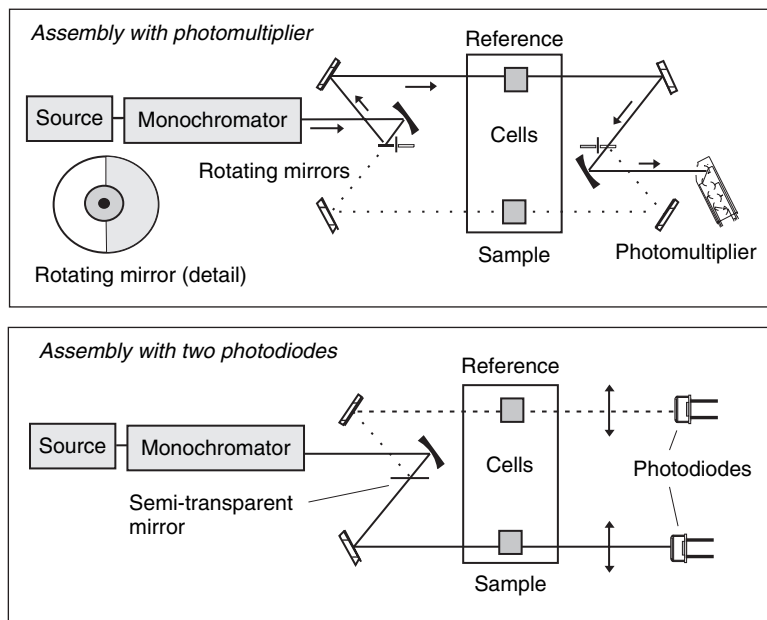 Assembly with photomultiplier
Reference
Source
Monochromator
Cells
Rotating mirrors
Sample
Photomultiplier
Rotating mirror (detail)
Assembly with two photodiodes
Reference
Source
Monochromator
Cells
Photodiodes
Semi-transparent
mirror
Sample